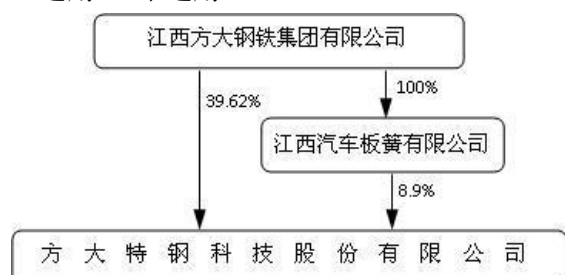 江西方大钢铁集团有限公司
100%
39.62%
江西汽车板簧有限公司
8.9%
方大特钢科技股份有限公司